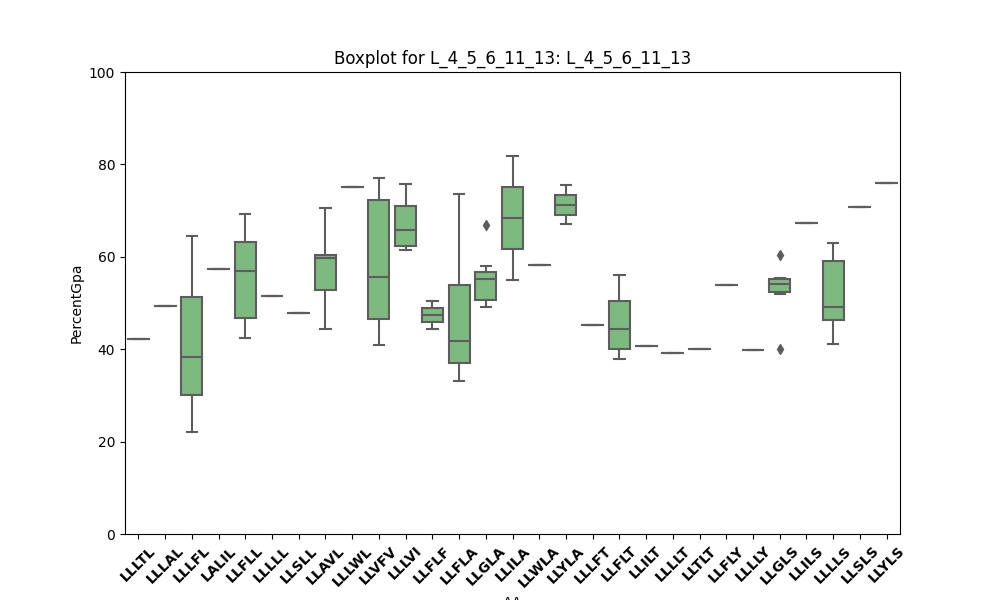 Boxplot for L_4_5_6_11_13: L_4_5_6_11_13
PercentGpa
100
80
60
40
20
0
LLLTL
LLLAL
LLLFL
LALIL
LLFLL
LLLLL
LLSLL
LLAVL
LLLWL
LLVFV
LLLVI
LLFLF
LLFLA
LLGLA
LLILA
LLWLA
LLYLA
LLLFT
LLFLT
LLILT
LLLLT
LLTLT
LLFLY
LLLLY
LLGLS
LLILS
LLLLS
LLSLS
LLYLS